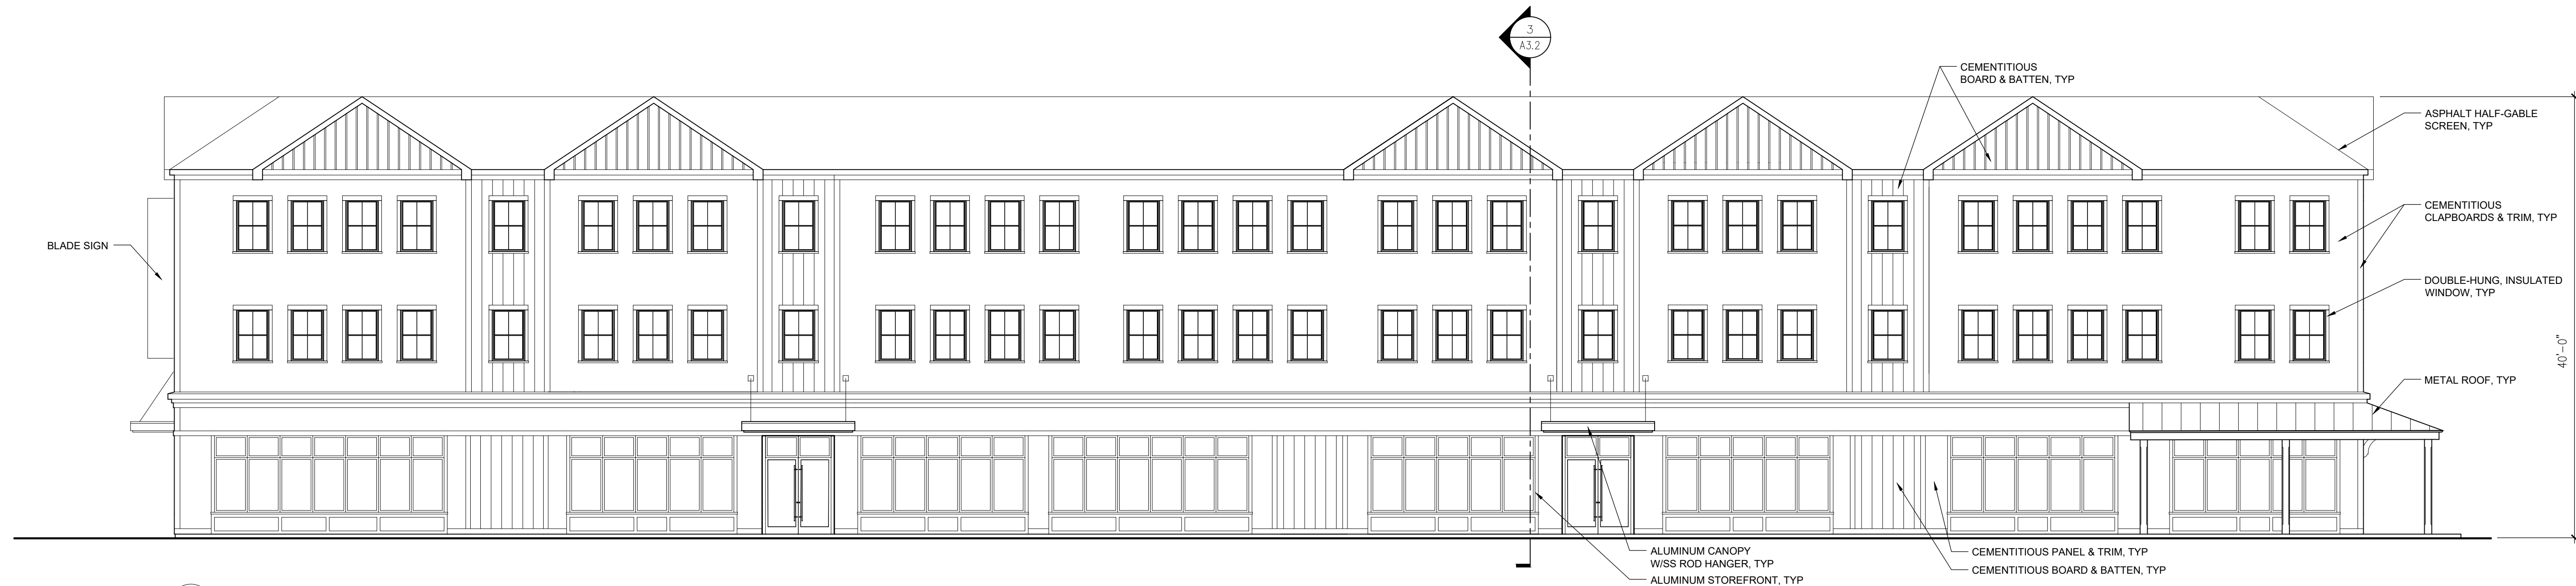 3
A3.2
CEMENTITIOUS
BOARD & BATTEN, TYP
ASPHALT HALF-GABLE
SCREEN, TYP
CEMENTITIOUS
CLAPBOARDS & TRIM, TYP
BLADE SIGN
DOUBLE-HUNG, INSULATED
WINDOW, TYP
40'-0"
METAL ROOF, TYP
ALUMINUM CANOPY
W/SS ROD HANGER, TYP
ALUMINUM STOREFRONT, TYP
CEMENTITIOUS PANEL & TRIM, TYP
CEMENTITIOUS BOARD & BATTEN, TYP